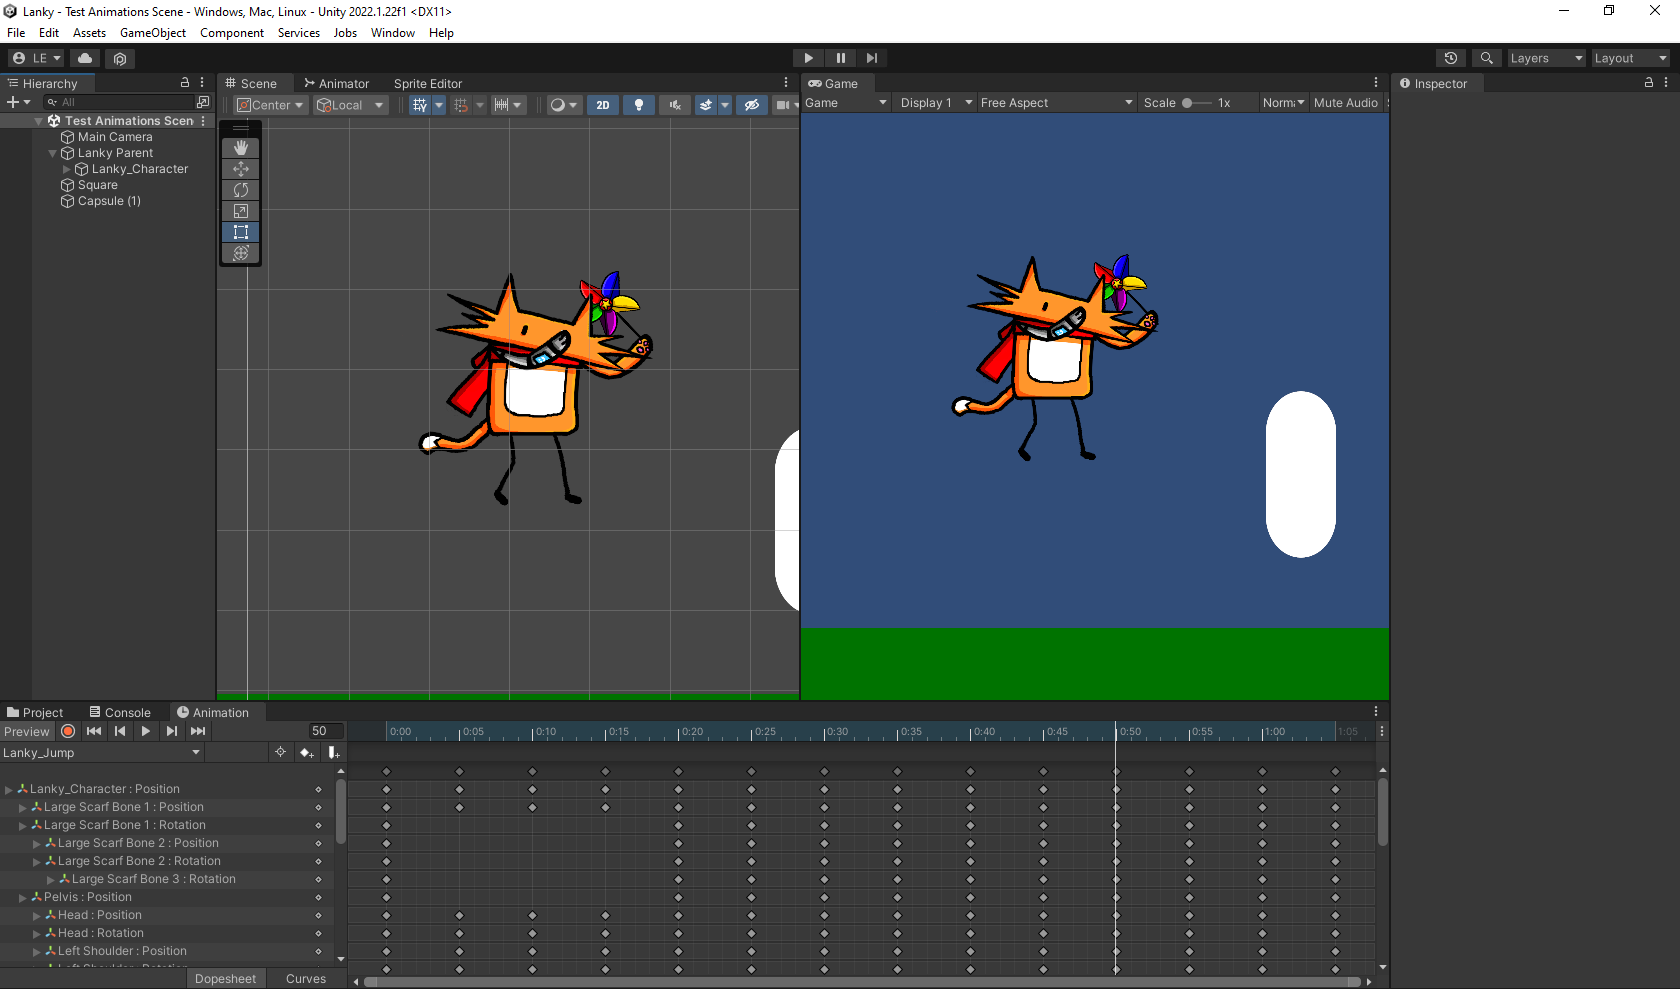 Lanky - Test Animations Scene - Windows, Mac, Linux - Unity 2022.1.22f1 <DX11>
File Edit Assets GameObject Component Services Jobs Window Help
LE Layers Layout
Hierarchy Scene Animator Sprite Editor Game Inspector
All Center Local 2D Game Display 1 Free Aspect Scale 1x Norm Mute Audio
Test Animations Scen
Main Camera
Lanky Parent
Lanky_Character
Square
Capsule (1)
Project Console Animation
Preview 50 0:00 0:05 0:10 0:15 0:20 0:25 0:30 0:35 0:40 0:45 0:50 0:55 1:00 1:05
Lanky_Jump
Lanky_Character : Position
Large Scarf Bone 1 : Position
Large Scarf Bone 1 : Rotation
Large Scarf Bone 2 : Position
Large Scarf Bone 2 : Rotation
Large Scarf Bone 3 : Rotation
Pelvis : Position
Head : Position
Head : Rotation
Left Shoulder : Position
Dopesheet Curves